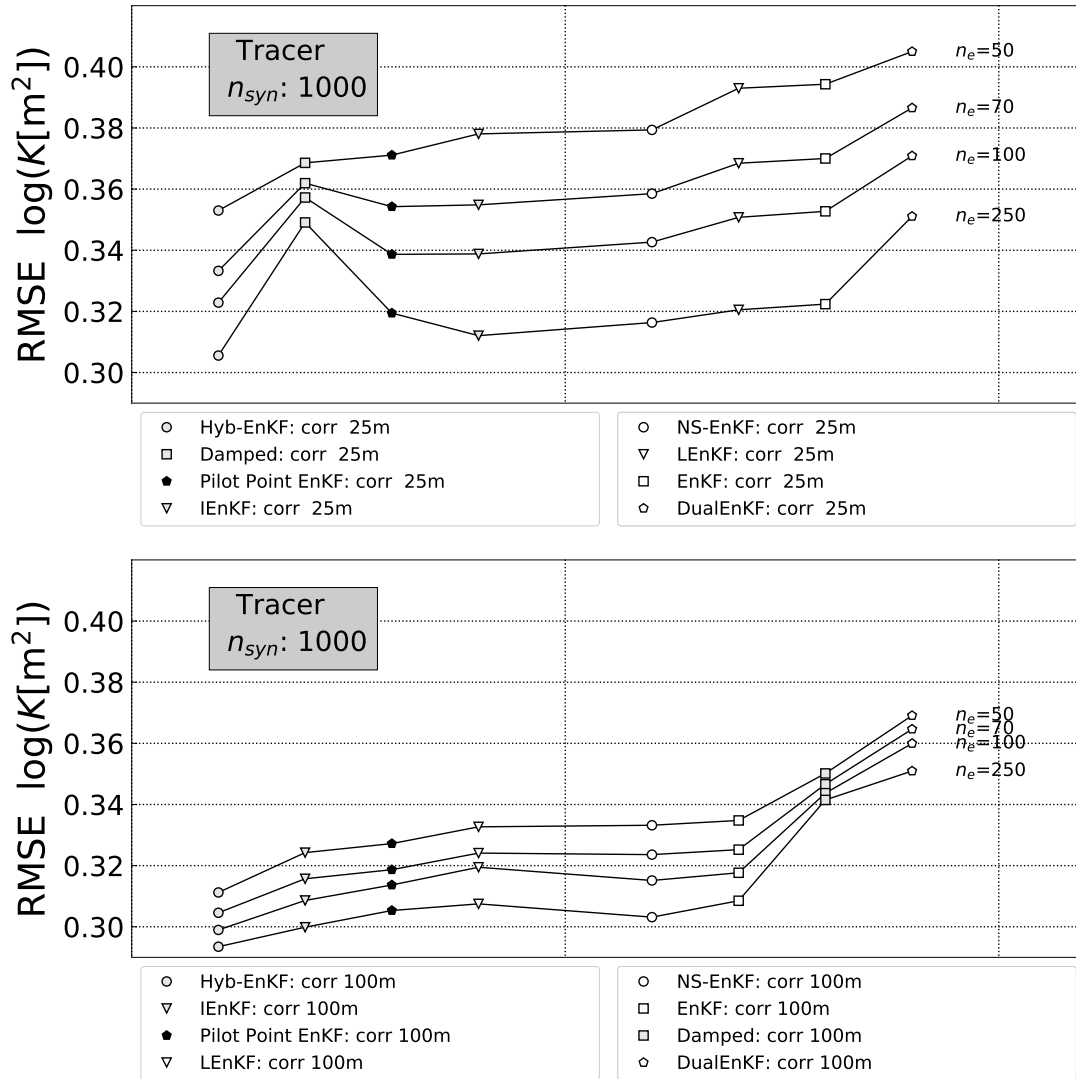 RMSE log(K[m²])
0.40
0.38
0.36
0.34
0.32
0.30
Tracer
n_syn: 1000
n_e=50
n_e=70
n_e=100
n_e=250
Hyb-EnKF: corr 25m
Damped: corr 25m
Pilot Point EnKF: corr 25m
IEnKF: corr 25m
NS-EnKF: corr 25m
LEnKF: corr 25m
EnKF: corr 25m
DualEnKF: corr 25m
RMSE log(K[m²])
0.40
0.38
0.36
0.34
0.32
0.30
Tracer
n_syn: 1000
n_e=50
n_e=70
n_e=100
n_e=250
Hyb-EnKF: corr 100m
IEnKF: corr 100m
Pilot Point EnKF: corr 100m
LEnKF: corr 100m
NS-EnKF: corr 100m
EnKF: corr 100m
Damped: corr 100m
DualEnKF: corr 100m